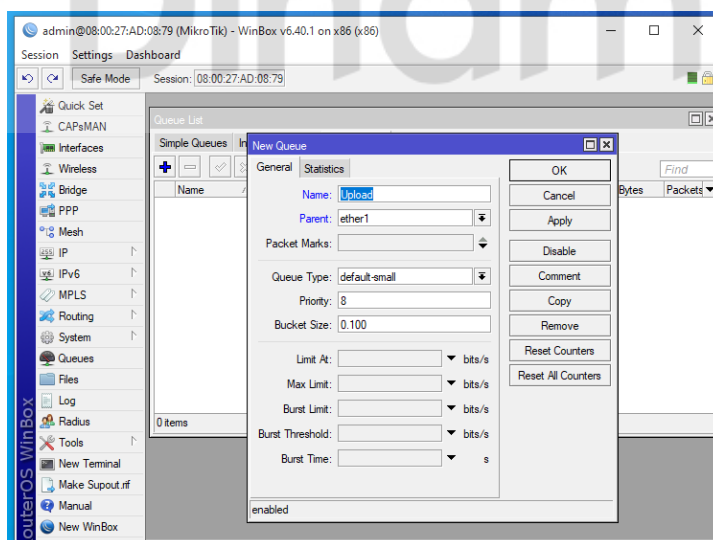 Dinam
admin@08:00:27:AD:08:79 (MikroTik) - WinBox v6.40.1 on x86 (x86)
Session Settings Dashboard
Safe Mode Session: 08:00:27:AD:08:79
Quick Set
CAPsMAN
Interfaces
Wireless
Bridge
PPP
Mesh
IP
IPv6
MPLS
Routing
System
Queues
Files
Log
Radius
Tools
New Terminal
Make Supout.rif
Manual
New WinBox
outerOS WinBox
Queue List
Simple Queues In
Find
Name Bytes Packets
0 items
New Queue
General Statistics
Name: Upload
Parent: ether1
Packet Marks:
Queue Type: default-small
Priority: 8
Bucket Size: 0.100
Limit At: bits/s
Max Limit: bits/s
Burst Limit: bits/s
Burst Threshold: bits/s
Burst Time: s
enabled
OK
Cancel
Apply
Disable
Comment
Copy
Remove
Reset Counters
Reset All Counters